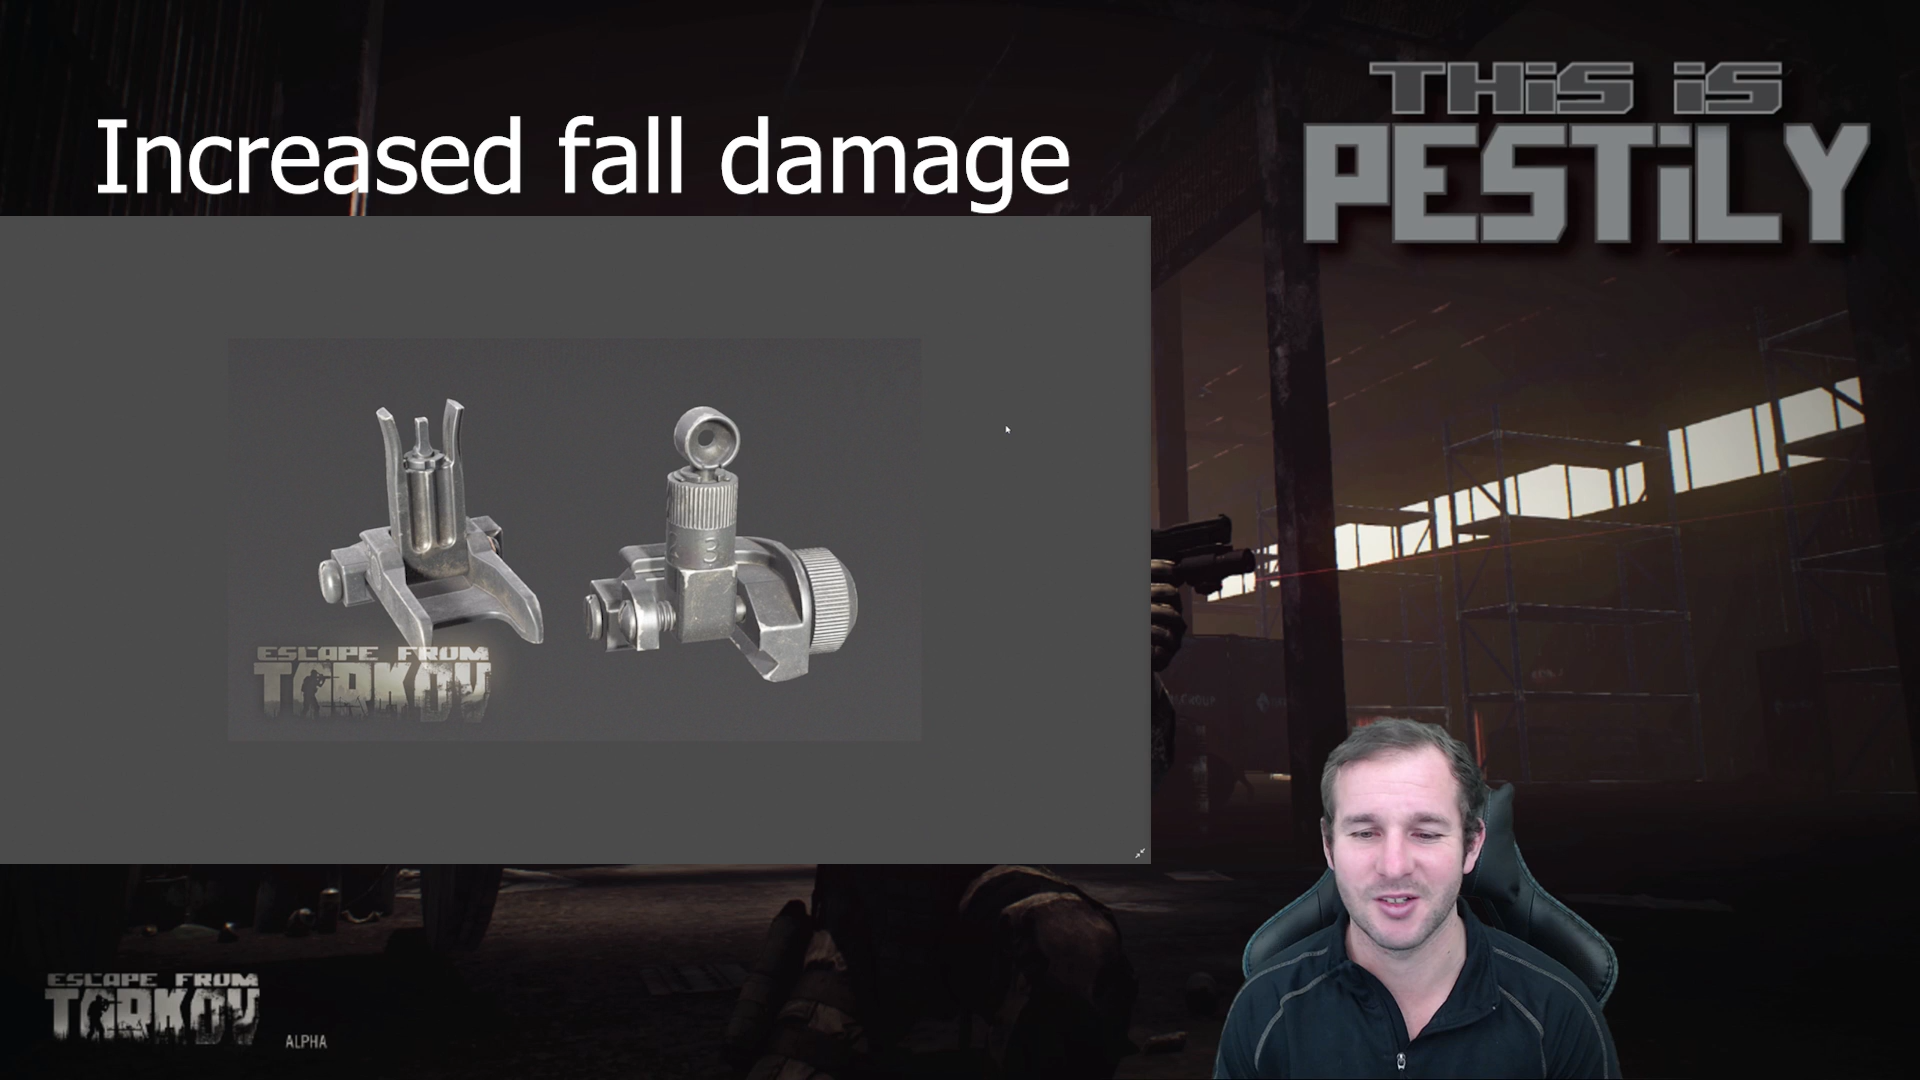 Increased fall damage
THiS iS
PESTiLY
ESCAPE FROM
TARKOV
ESCAPE FROM
TARKOV
ALPHA